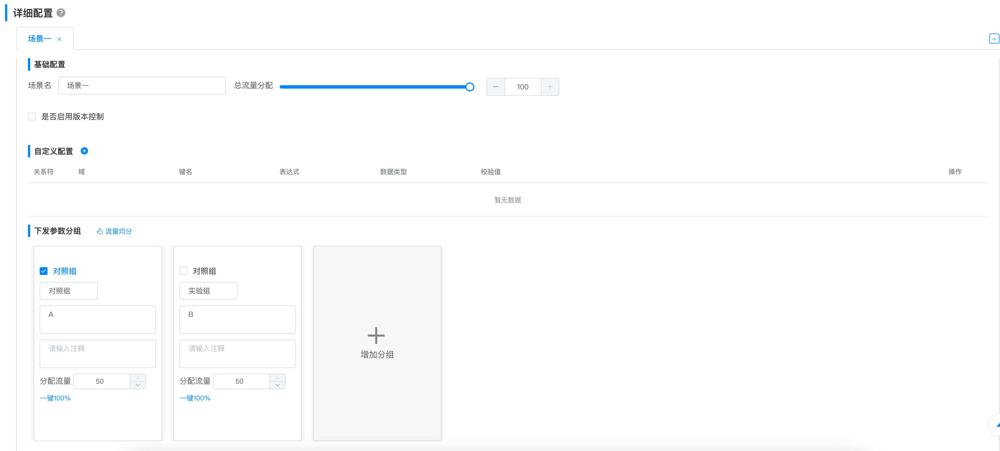 详细配置 ?
场景一 ×
基础配置
场景名 场景一 总流量分配 — 100 +
是否启用版本控制
自定义配置
关系符 域 键名 表达式 数据类型 校验值 操作
暂无数据
下发参数分组 流量均分
对照组 对照组
对照组 实验组
A B
请输入注释 请输入注释
增加分组
分配流量 50 分配流量 50
一键100% 一键100%